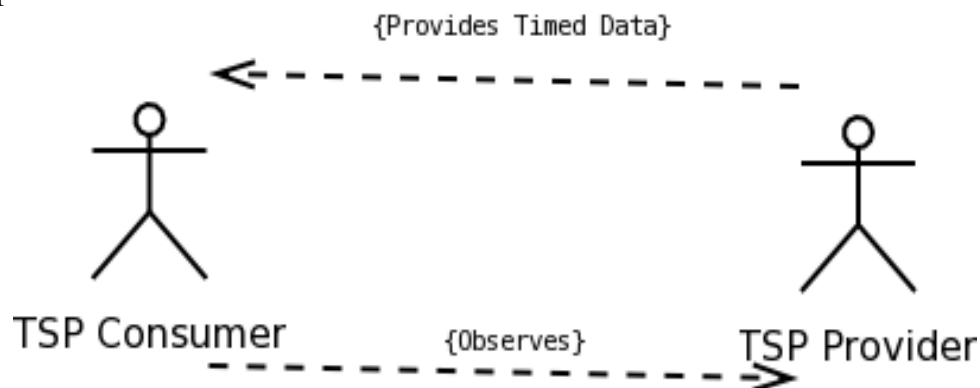 {Provides Timed Data}
TSP Consumer
{Observes}
TSP Provider